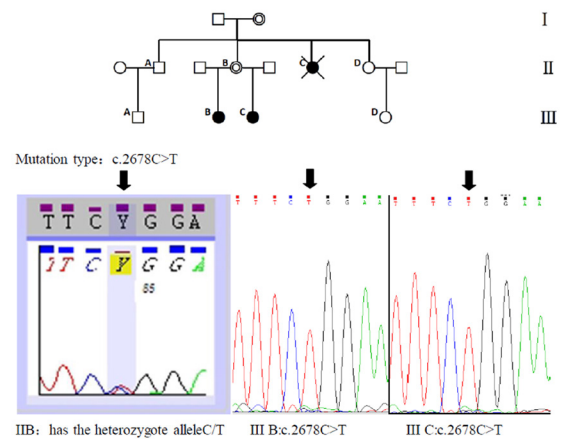 I
A B C D II
A B C D III
Mutation type：c.2678C>T
T T C Y G G A T T T C T G G A A T T T C T G G A A
T T C Y G G A
85
IIB：has the heterozygote alleleC/T III B:c.2678C>T III C:c.2678C>T